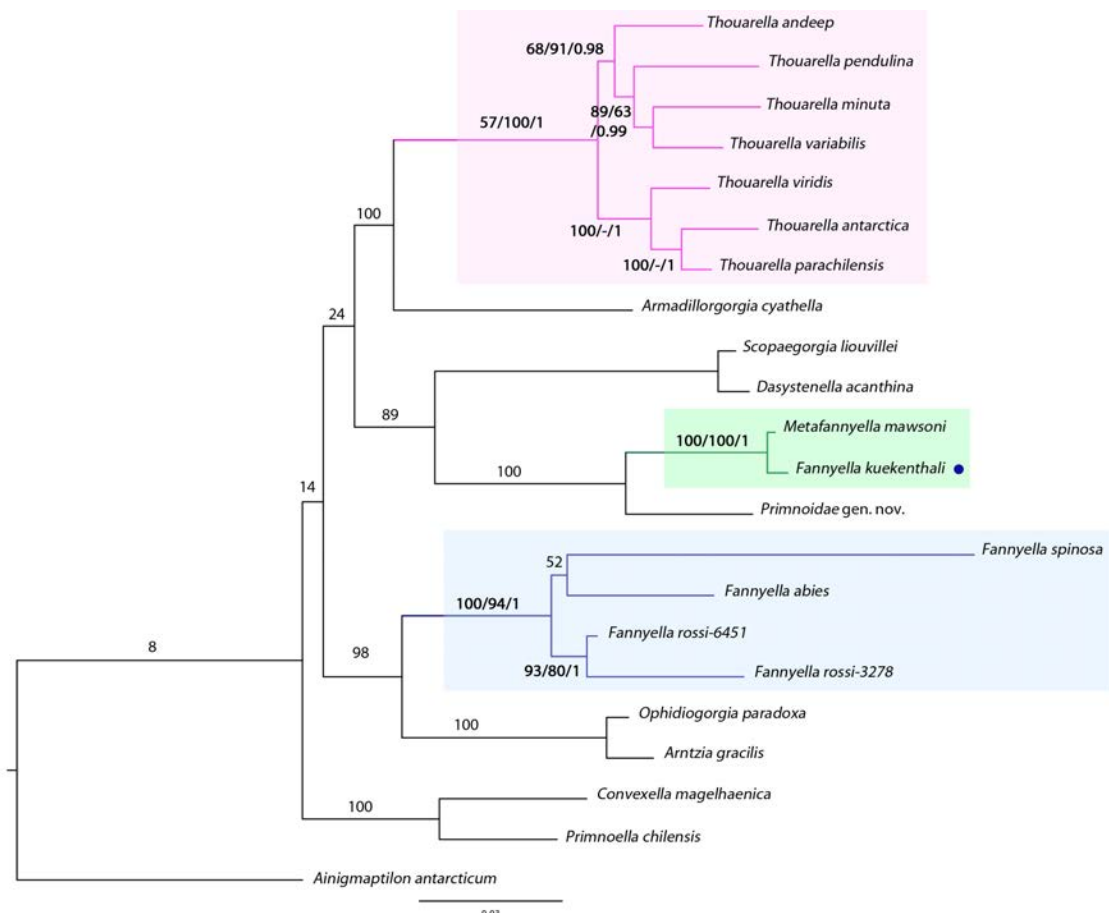 Thouarella andeep
68/91/0.98
Thouarella pendulina
Thouarella minuta
89/63
/0.99
57/100/1
Thouarella variabilis
Thouarella viridis
100/-/1
Thouarella antarctica
100/-/1
Thouarella parachilensis
100
Armadillorgorgia cyathella
24
Scopaegorgia liouvillei
Dasystenella acanthina
89
Metafannyella mawsoni
100/100/1
Fannyella kuekenthali
100
Primnoidae gen. nov.
14
Fannyella spinosa
52
Fannyella abies
100/94/1
Fannyella rossi-6451
93/80/1
Fannyella rossi-3278
98
Ophidiogorgia paradoxa
100
Arntzia gracilis
8
Convexella magelhaenica
100
Primnoella chilensis
Ainigmaptilon antarcticum